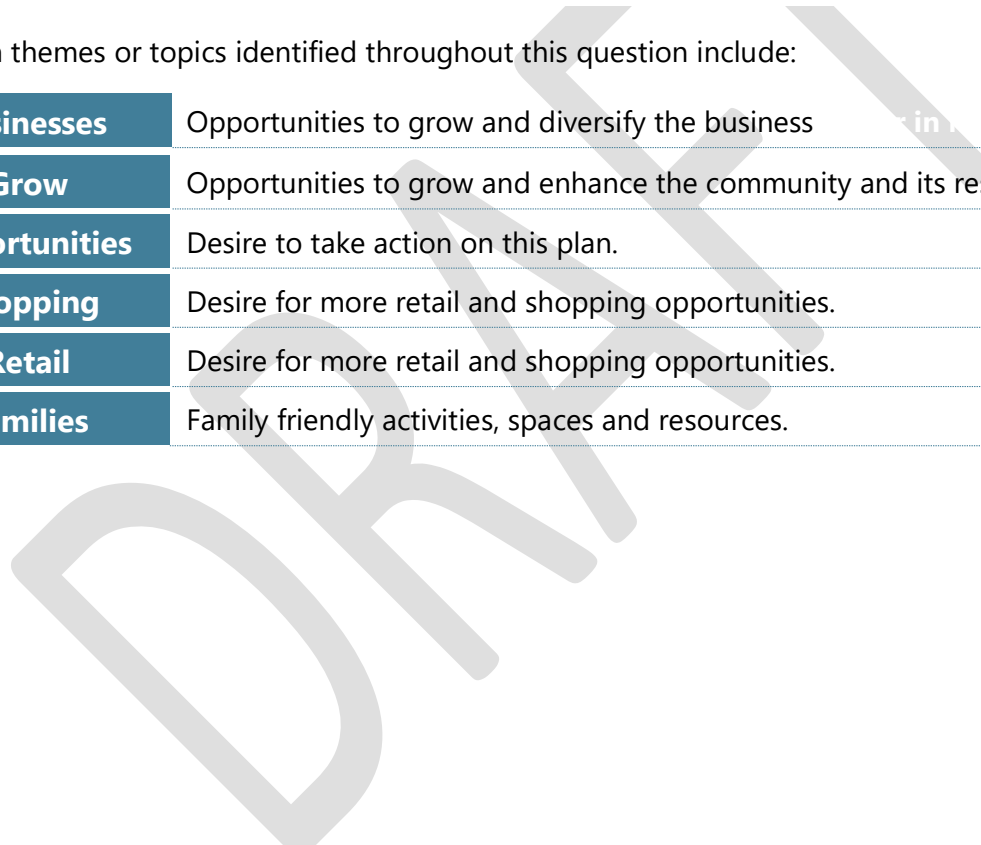 themes or topics identified throughout this question include:
sinesses Opportunities to grow and diversify the business r in
Grow Opportunities to grow and enhance the community and its res
ortunities Desire to take action on this plan.
opping Desire for more retail and shopping opportunities.
Retail Desire for more retail and shopping opportunities.
milies Family friendly activities, spaces and resources.
DRAFT